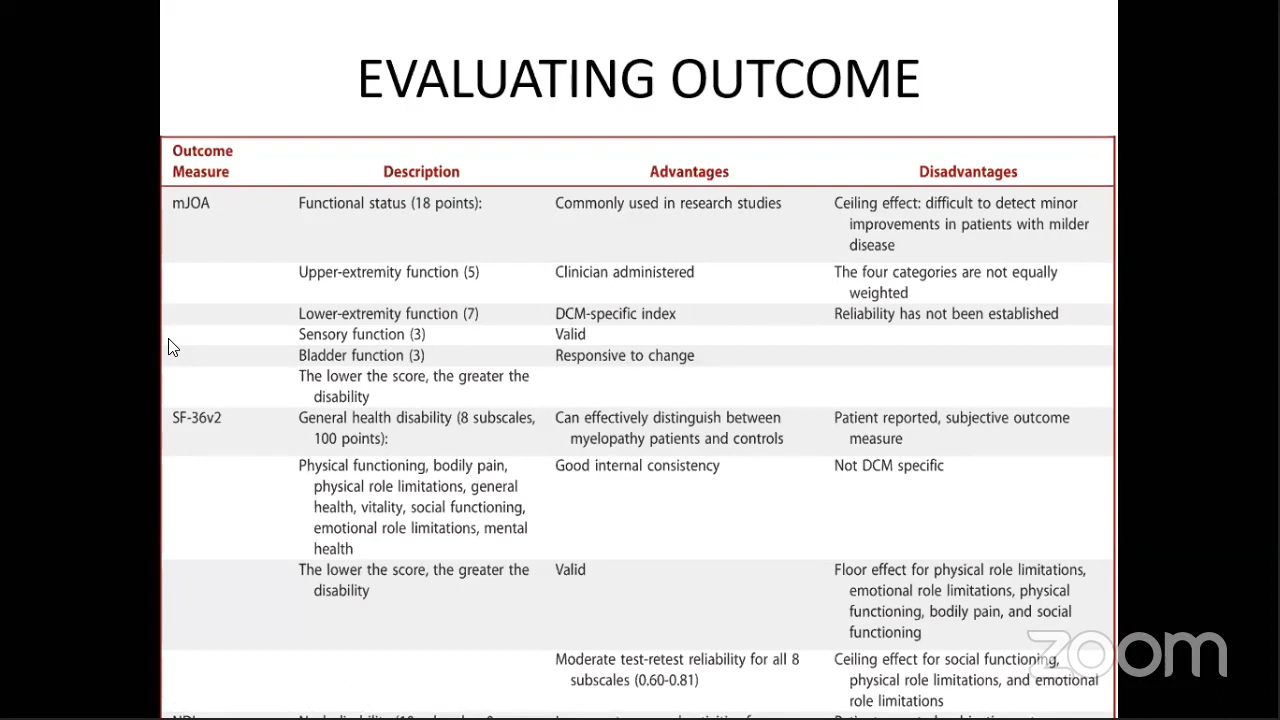 EVALUATING OUTCOME
Outcome
Measure Description Advantages Disadvantages
mJOA Functional status (18 points): Commonly used in research studies Ceiling effect: difficult to detect minor
improvements in patients with milder
disease
Upper-extremity function (5) Clinician administered The four categories are not equally
weighted
Lower-extremity function (7) DCM-specific index Reliability has not been established
Sensory function (3) Valid
Bladder function (3) Responsive to change
The lower the score, the greater the
disability
SF-36v2 General health disability (8 subscales, Can effectively distinguish between Patient reported, subjective outcome
100 points): myelopathy patients and controls measure
Physical functioning, bodily pain, Good internal consistency Not DCM specific
physical role limitations, general
health, vitality, social functioning,
emotional role limitations, mental
health
The lower the score, the greater the Valid Floor effect for physical role limitations,
disability emotional role limitations, physical
functioning, bodily pain, and social
functioning
Moderate test-retest reliability for all 8 Ceiling effect for social functioning,
subscales (0.60-0.81) physical role limitations, and emotional
role limitations
zoom